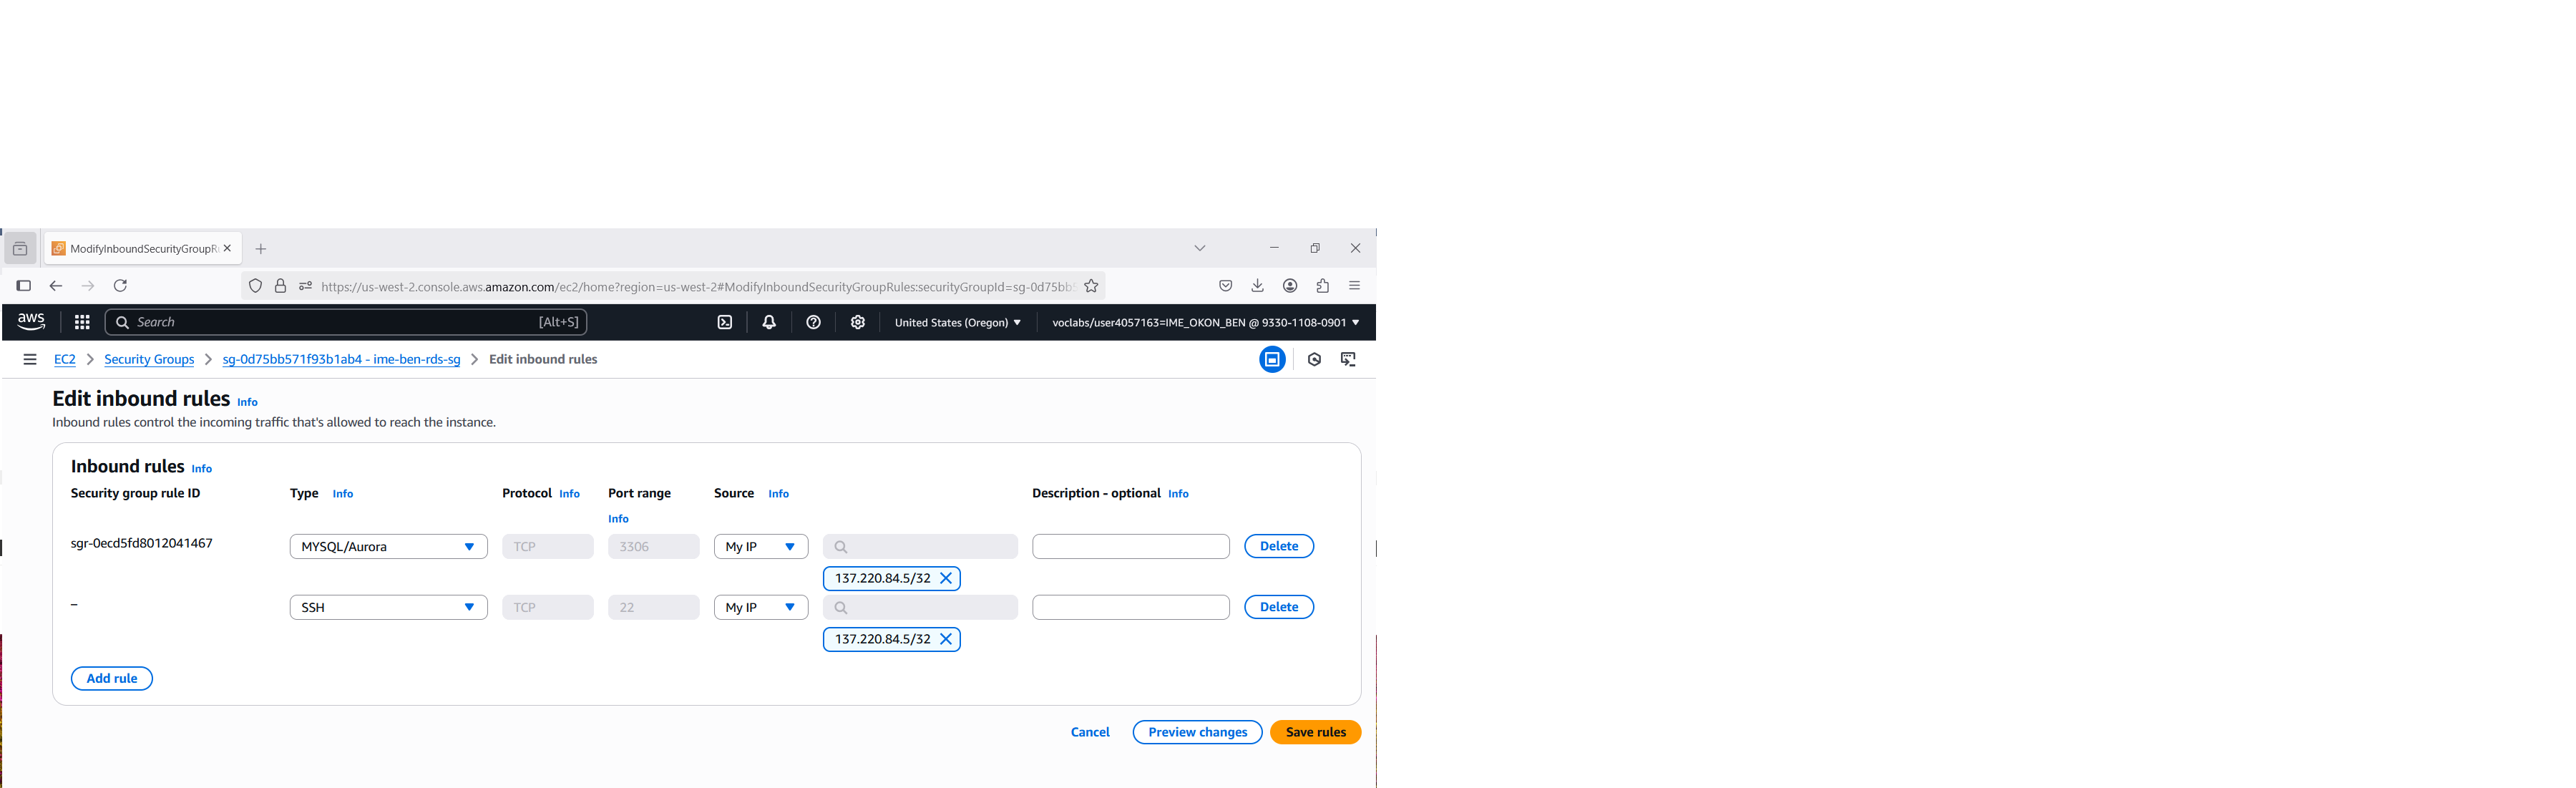 ModifyInboundSecurityGroupR
https://us-west-2.console.aws.amazon.com/ec2/home?region=us-west-2#ModifyInboundSecurityGroupRules:securityGroupId=sg-0d75bb5
aws Search [Alt+S] United States (Oregon) voclabs/user4057163=IME_OKON_BEN @ 9330-1108-0901
EC2 Security Groups sg-0d75bb571f93b1ab4 - ime-ben-rds-sg Edit inbound rules
Edit inbound rules Info
Inbound rules control the incoming traffic that's allowed to reach the instance.
Inbound rules Info
Security group rule ID Type Info Protocol Info Port range Source Info Description - optional Info
Info
sgr-0ecd5fd8012041467 MYSQL/Aurora TCP 3306 My IP Delete
137.220.84.5/32
– SSH TCP 22 My IP Delete
137.220.84.5/32
Add rule
Cancel Preview changes Save rules